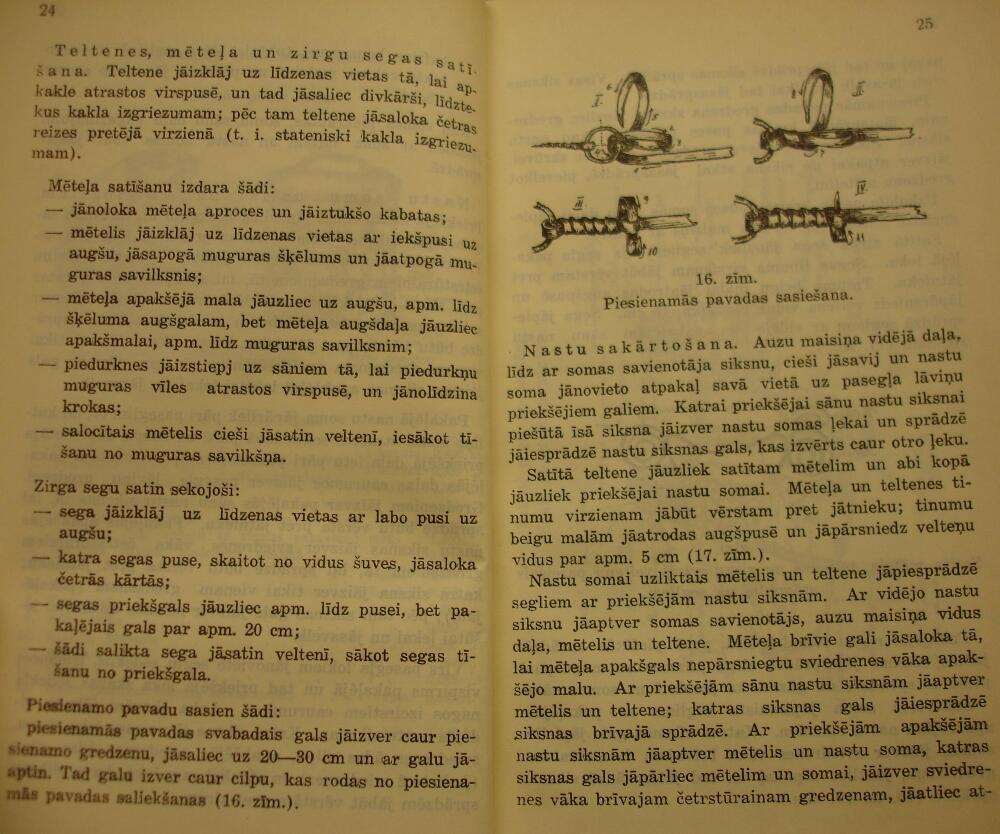 24
Teltenes, mēteļa un zirgu segas satī-
šana. Teltene jāizklāj uz līdzenas vietas tā, lai ap-
kakle atrastos virspusē, un tad jāsaliec divkārši, līdzte-
kus kakla izgriezumam; pēc tam teltene jāsaloka četras
reizes pretējā virzienā (t. i. stateniski kakla izgriezu-
mam).
Mēteļa satīšanu izdara šādi:
— jānoloka mēteļa aproces un jāiztukšo kabatas;
— mētelis jāizklāj uz līdzenas vietas ar iekšpusi uz
augšu, jāsapogā muguras šķēlums un jāatpogā mu-
guras savilksnis;
— mēteļa apakšējā mala jāuzliec uz augšu, apm. līdz
šķēluma augšgalam, bet mēteļa augšdaļa jāuzliec
apakšmalai, apm. līdz muguras savilksnim;
— piedurknes jāizstiepj uz sāniem tā, lai piedurkņu
muguras vīles atrastos virspusē, un jānolīdzina
krokas;
— salocītais mētelis cieši jāsatin veltenī, iesākot tī-
šanu no muguras savilkšņa.
Zirga segu satin sekojoši:
— sega jāizklāj uz līdzenas vietas ar labo pusi uz
augšu;
— katra segas puse, skaitot no vidus šuves, jāsaloka
četrās kārtās;
— segas priekšgals jāuzliec apm. līdz pusei, bet pa-
kaļējais gals par apm. 20 cm;
— šādi salikta sega jāsatin veltenī, sākot segas tī-
šanu no priekšgala.
Piesienamo pavadu sasien šādi:
piesienamās pavadas svabadais gals jāizver caur pie-
sienamo gredzenu, jāsaliec uz 20—30 cm un ar galu jā-
aptin. Tad galu izver caur cilpu, kas rodas no piesiena-
mās pavadas saliekšanas (16. zīm.).
25
I.
II.
III
IV.
9
10
11
16. zīm.
Piesienamās pavadas sasiešana.
Nastu sakārtošana. Auzu maisiņa vidējā daļa,
līdz ar somas savienotāja siksnu, cieši jāsavij un nastu
soma jānovieto atpakaļ savā vietā uz pasegļa lāviņu
priekšējiem galiem. Katrai priekšējai sānu nastu siksnai
piešūtā īsā siksna jāizver nastu somas ļekai un sprādzē
jāiesprādzē nastu siksnas gals, kas izvērts caur otro ļeku.
Satītā teltene jāuzliek satītam mētelim un abi kopā
jāuzliek priekšējai nastu somai. Mēteļa un teltenes ti-
numu virzienam jābūt vērstam pret jātnieku; tinumu
beigu malām jāatrodas augšpusē un jāpārsniedz velteņu
vidus par apm. 5 cm (17. zīm.).
Nastu somai uzliktais mētelis un teltene jāpiesprādzē
segliem ar priekšējām nastu siksnām. Ar vidējo nastu
siksnu jāaptver somas savienotājs, auzu maisiņa vidus
daļa, mētelis un teltene. Mēteļa brīvie gali jāsaloka tā,
lai mēteļa apakšgals nepārsniegtu sviedrenes vāka apak-
šējo malu. Ar priekšējām sānu nastu siksnām jāaptver
mētelis un teltene; katras siksnas gals jāiesprādzē
siksnas brīvajā sprādzē. Ar priekšējām apakšējām
nastu siksnām jāaptver mētelis un nastu soma, katras
siksnas gals jāpārliec mētelim un somai, jāizver sviedre-
nes vāka brīvajam četrstūrainam gredzenam, jāatliec at-